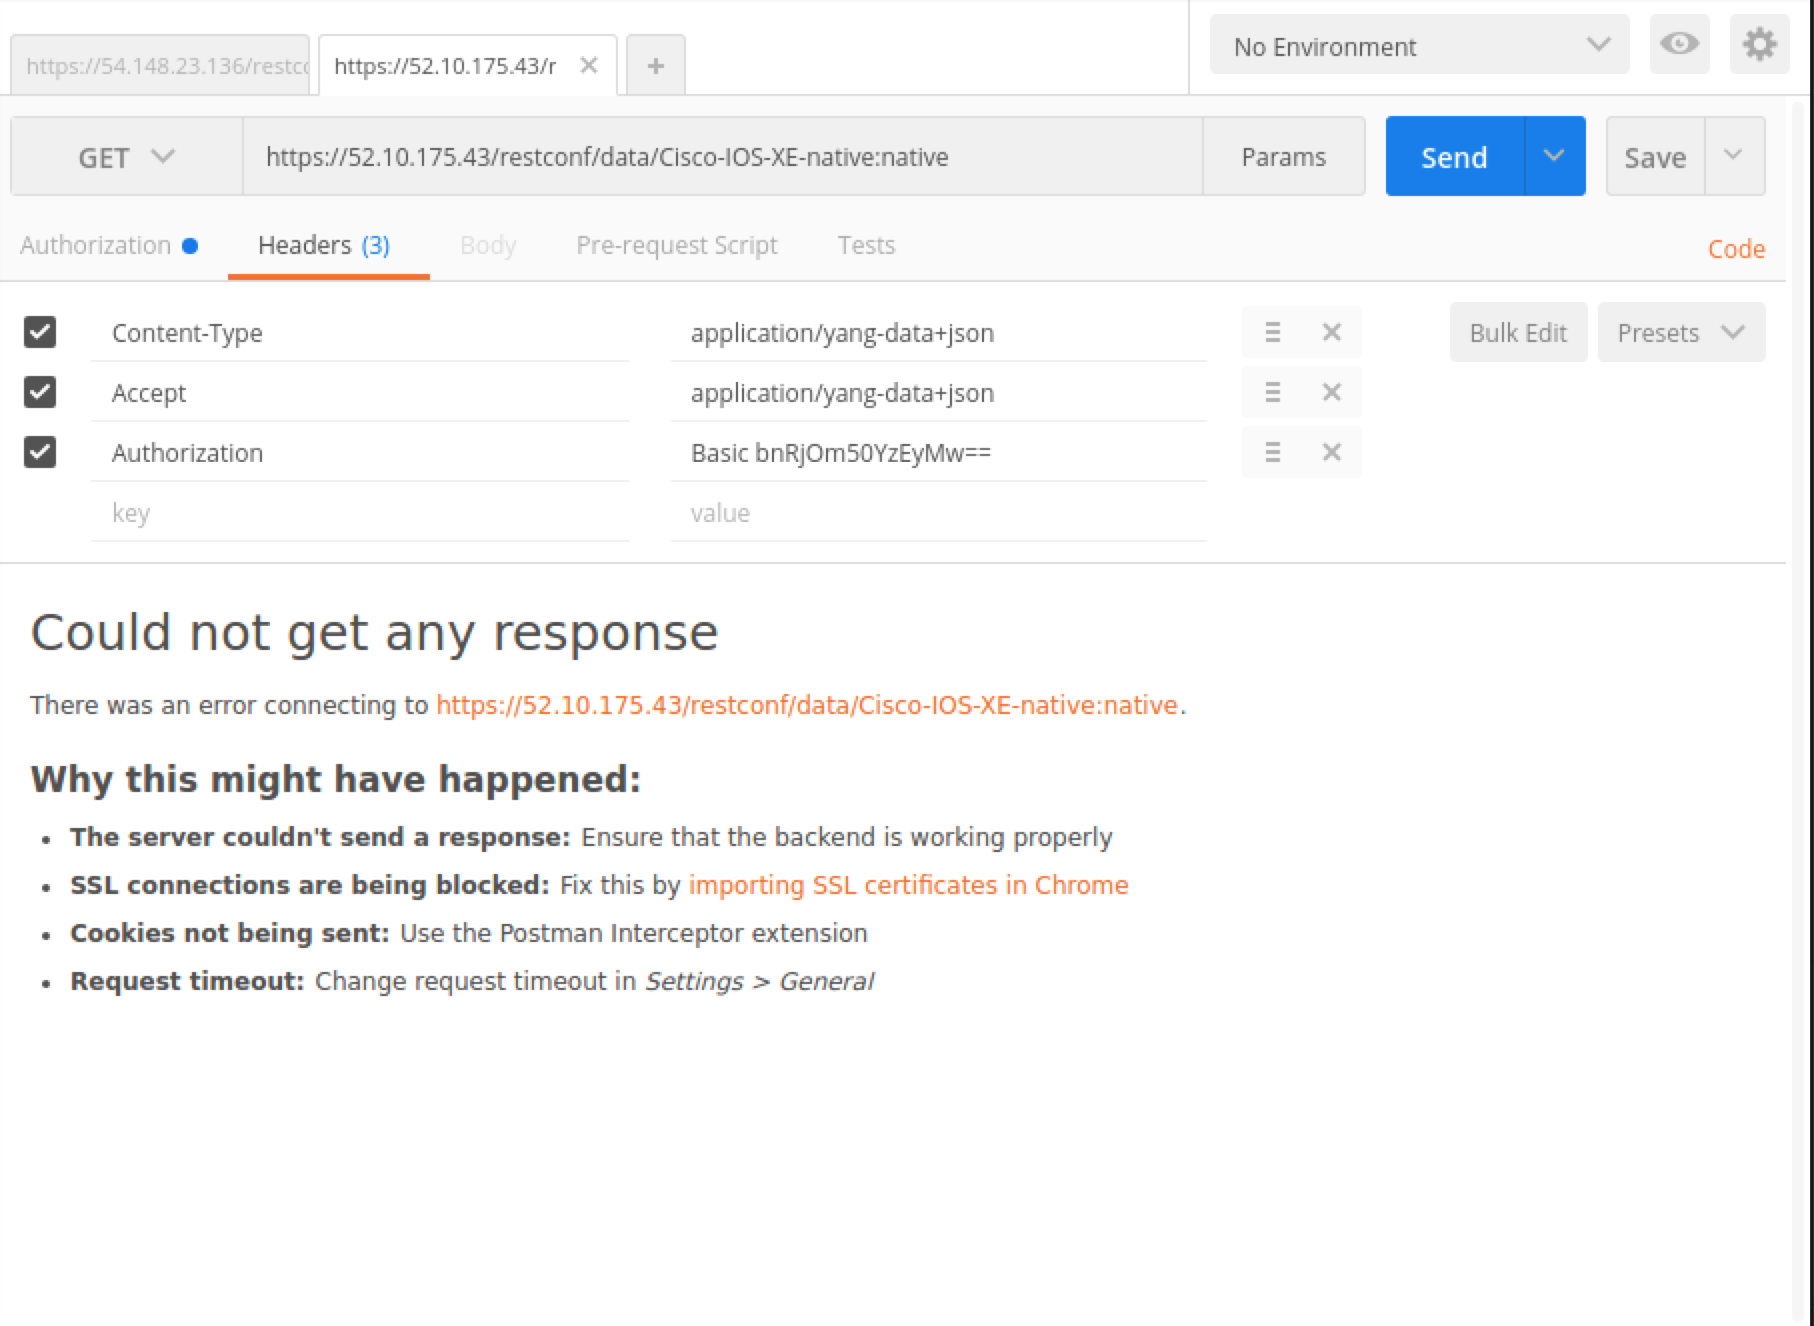 https://54.148.23.136/restco
https://52.10.175.43/r
No Environment
GET
https://52.10.175.43/restconf/data/Cisco-IOS-XE-native:native
Params
Send
Save
Authorization
Headers (3)
Body
Pre-request Script
Tests
Code
Content-Type
application/yang-data+json
Bulk Edit
Presets
Accept
application/yang-data+json
Authorization
Basic bnRjOm50YzEyMw==
key
value
Could not get any response
There was an error connecting to https://52.10.175.43/restconf/data/Cisco-IOS-XE-native:native.
Why this might have happened:
• The server couldn't send a response: Ensure that the backend is working properly
• SSL connections are being blocked: Fix this by importing SSL certificates in Chrome
• Cookies not being sent: Use the Postman Interceptor extension
• Request timeout: Change request timeout in Settings > General